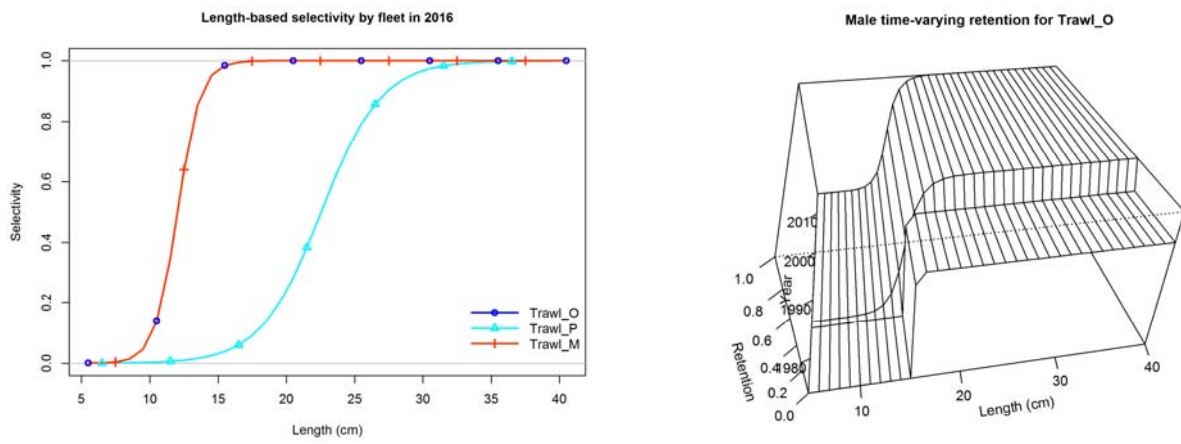 Length-based selectivity by fleet in 2016
Selectivity
1.0
0.8
0.6
0.4
0.2
0.0
Trawl_O
Trawl_P
Trawl_M
5 10 15 20 25 30 35 40
Length (cm)
Male time-varying retention for Trawl_O
Retention
1.0
0.8
0.6
0.4
0.2
0.0
Year
2010
2000
1990
1980
10 20 30 40
Length (cm)